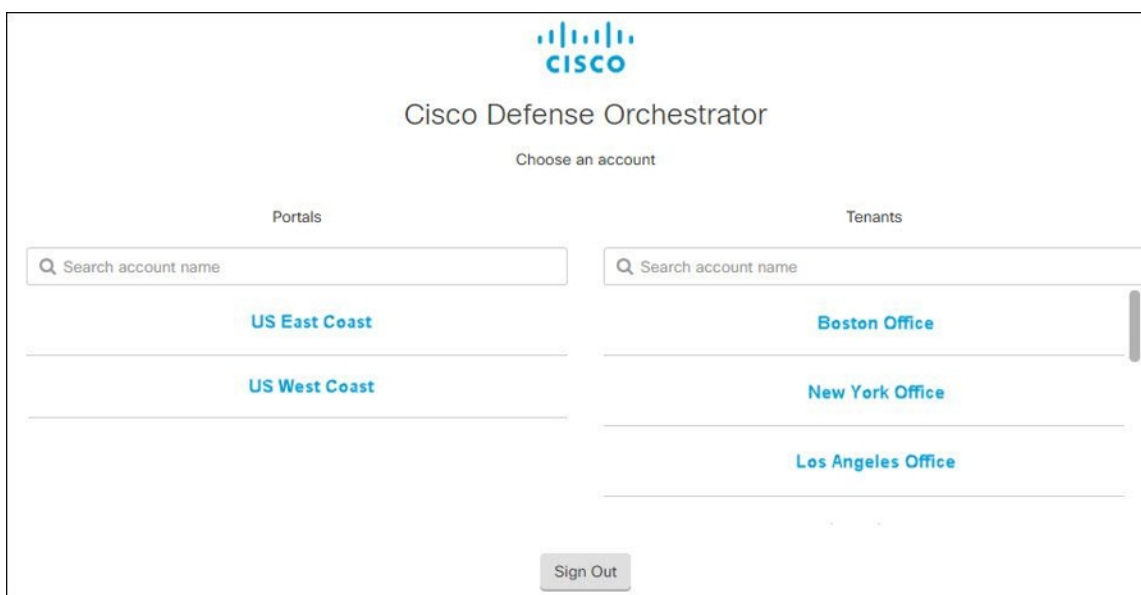 CISCO
Cisco Defense Orchestrator
Choose an account
Portals
Tenants
Search account name
Search account name
US East Coast
Boston Office
US West Coast
New York Office
Los Angeles Office
Sign Out